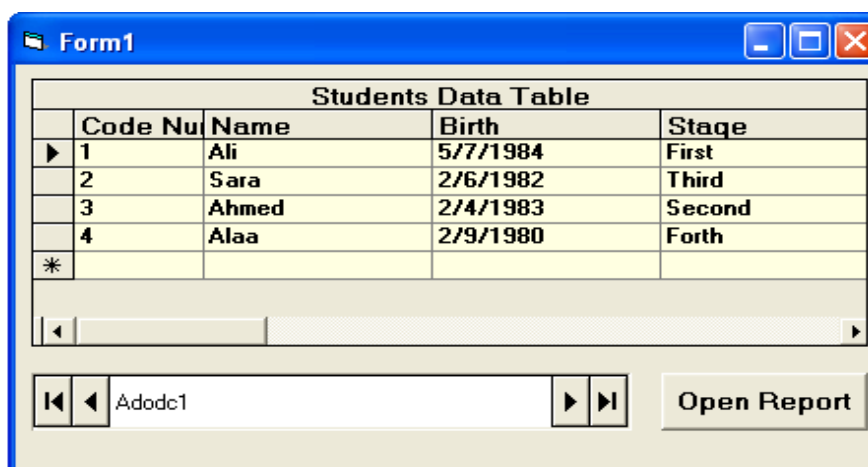 Form1
Students Data Table
Code Nu Name Birth Stage
1 Ali 5/7/1984 First
2 Sara 2/6/1982 Third
3 Ahmed 2/4/1983 Second
4 Alaa 2/9/1980 Forth
Adodc1 Open Report